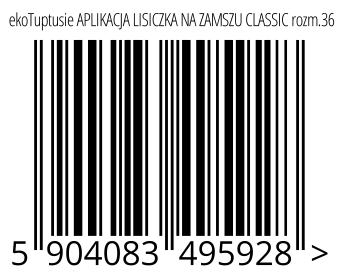 ekoTuptusie APLIKACJA LISICZKA NA ZAMSZU CLASSIC rozm.36
5 904083 495928 >